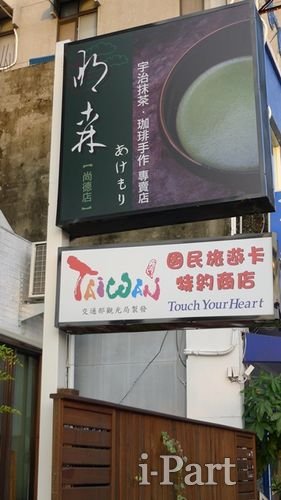 明森
あけもり
【尚德店】
宇治抹茶、珈琲手作 專賣店
TAIWAN
交通部觀光局製發
國民旅遊卡
特約商店
Touch Your Heart
i-Part